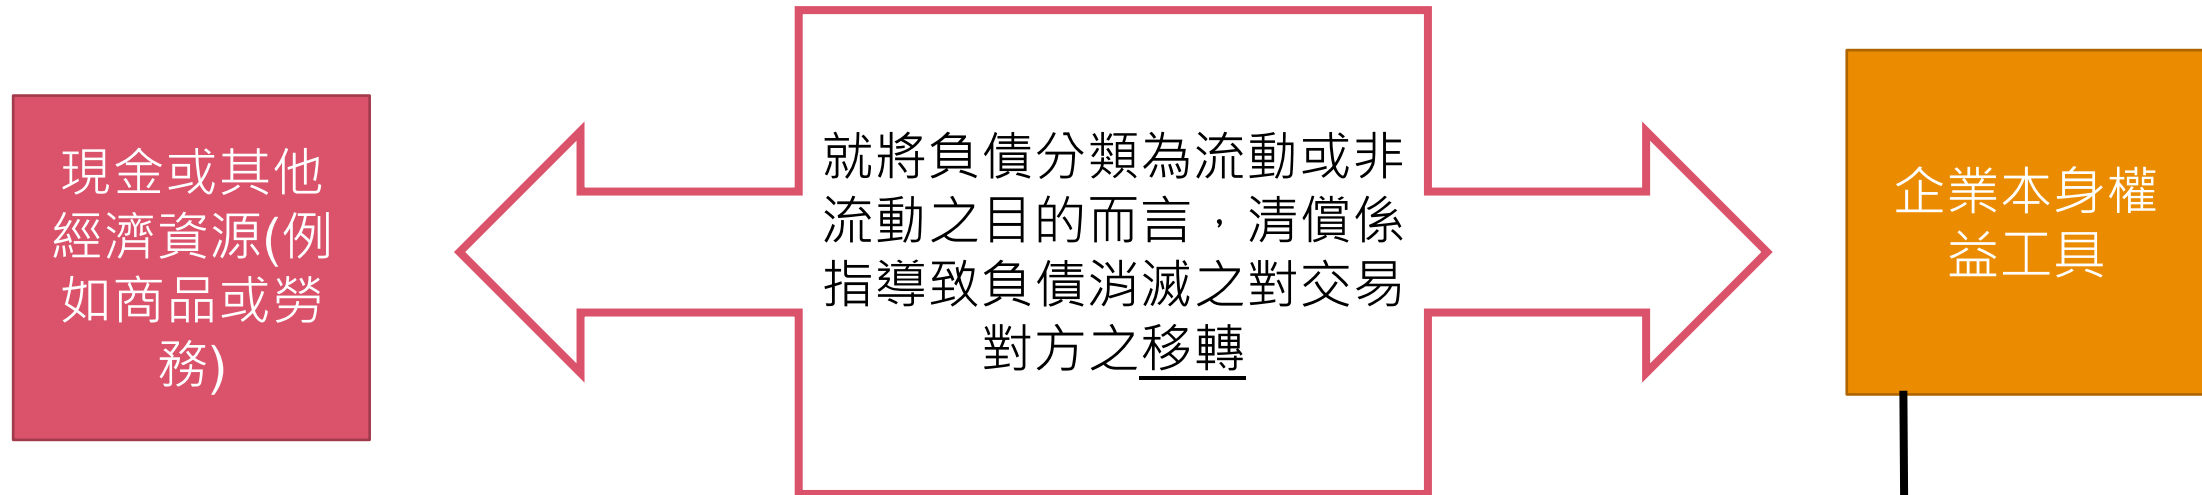 現金或其他
經濟資源(例
如商品或勞
務)
就將負債分類為流動或非
流動之目的而言，清償係
指導致負債消滅之對交易
對方之移轉
企業本身權
益工具